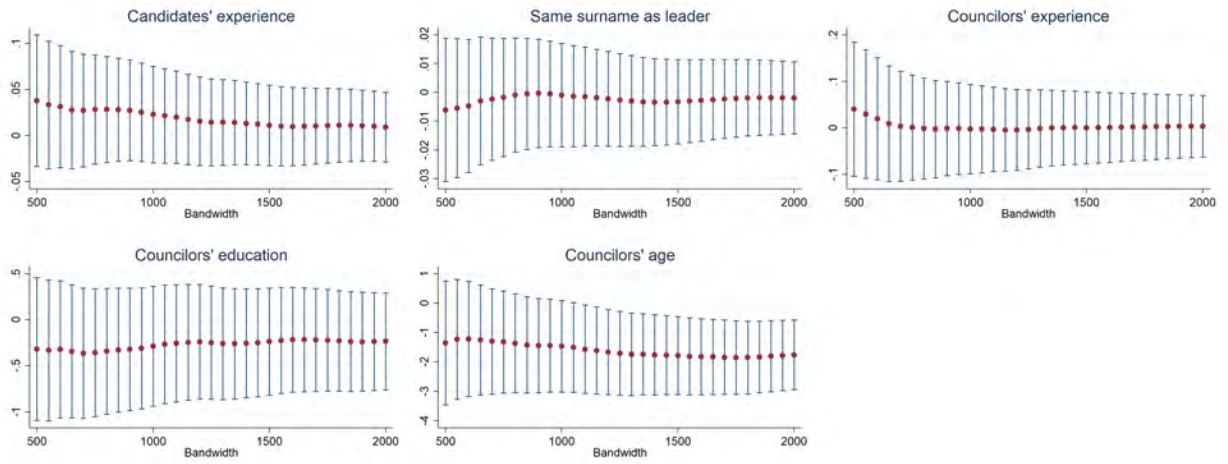 Candidates' experience
.1
.05
0
-.05
500 1000 1500 2000
Bandwidth
Same surname as leader
.02
.01
0
-.01
-.02
-.03
500 1000 1500 2000
Bandwidth
Councilors' experience
.2
.1
0
-.1
500 1000 1500 2000
Bandwidth
Councilors' education
.5
0
-.5
-1
500 1000 1500 2000
Bandwidth
Councilors' age
1
0
-1
-2
-3
-4
500 1000 1500 2000
Bandwidth